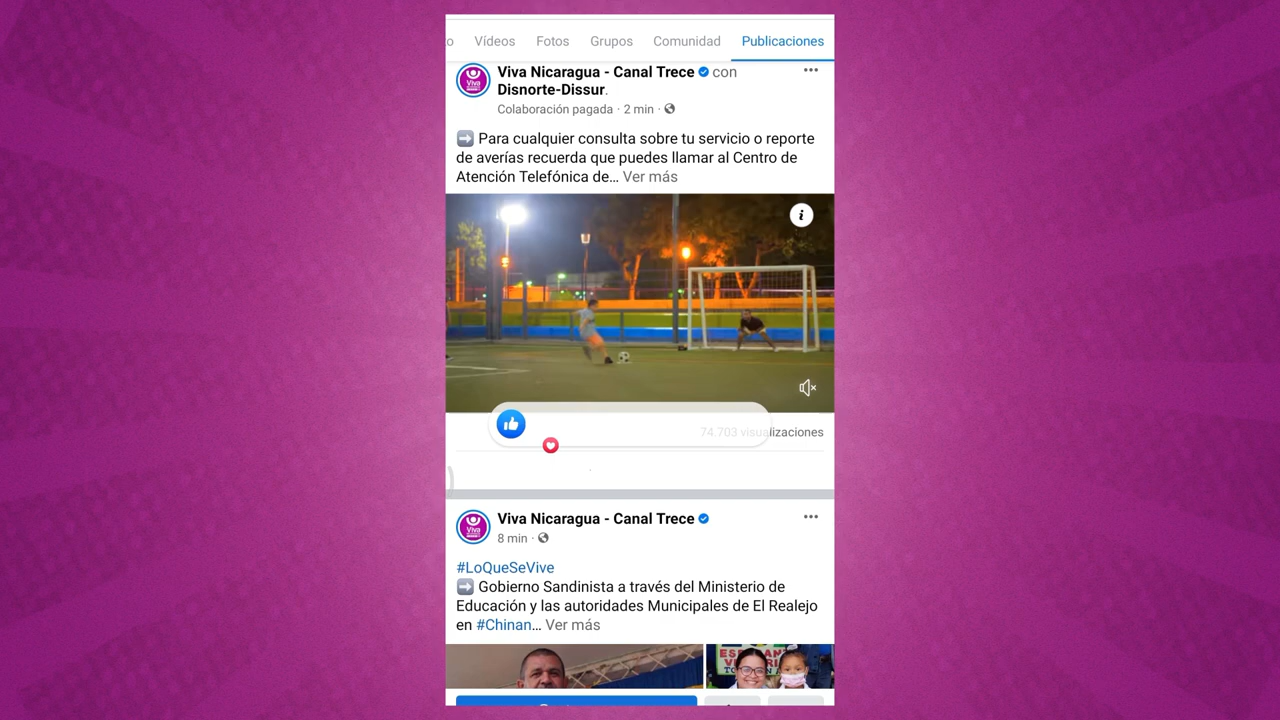 o Vídeos Fotos Grupos Comunidad Publicaciones
Viva Nicaragua - Canal Trece con
Disnorte-Dissur.
Colaboración pagada · 2 min ·
Para cualquier consulta sobre tu servicio o reporte
de averías recuerda que puedes llamar al Centro de
Atención Telefónica de... Ver más
74.703 visualizaciones
Viva Nicaragua - Canal Trece
8 min ·
#LoQueSeVive
Gobierno Sandinista a través del Ministerio de
Educación y las autoridades Municipales de El Realejo
en #Chinan... Ver más